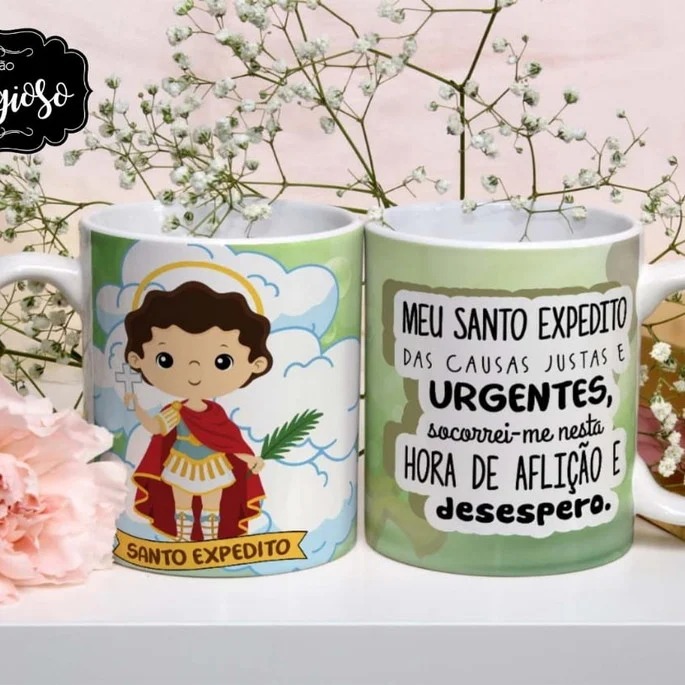 SANTO EXPEDITO
MEU SANTO EXPEDITO
DAS CAUSAS JUSTAS E
URGENTES,
socorrei-me nesta
HORA DE AFLIÇÃO E
desespero.